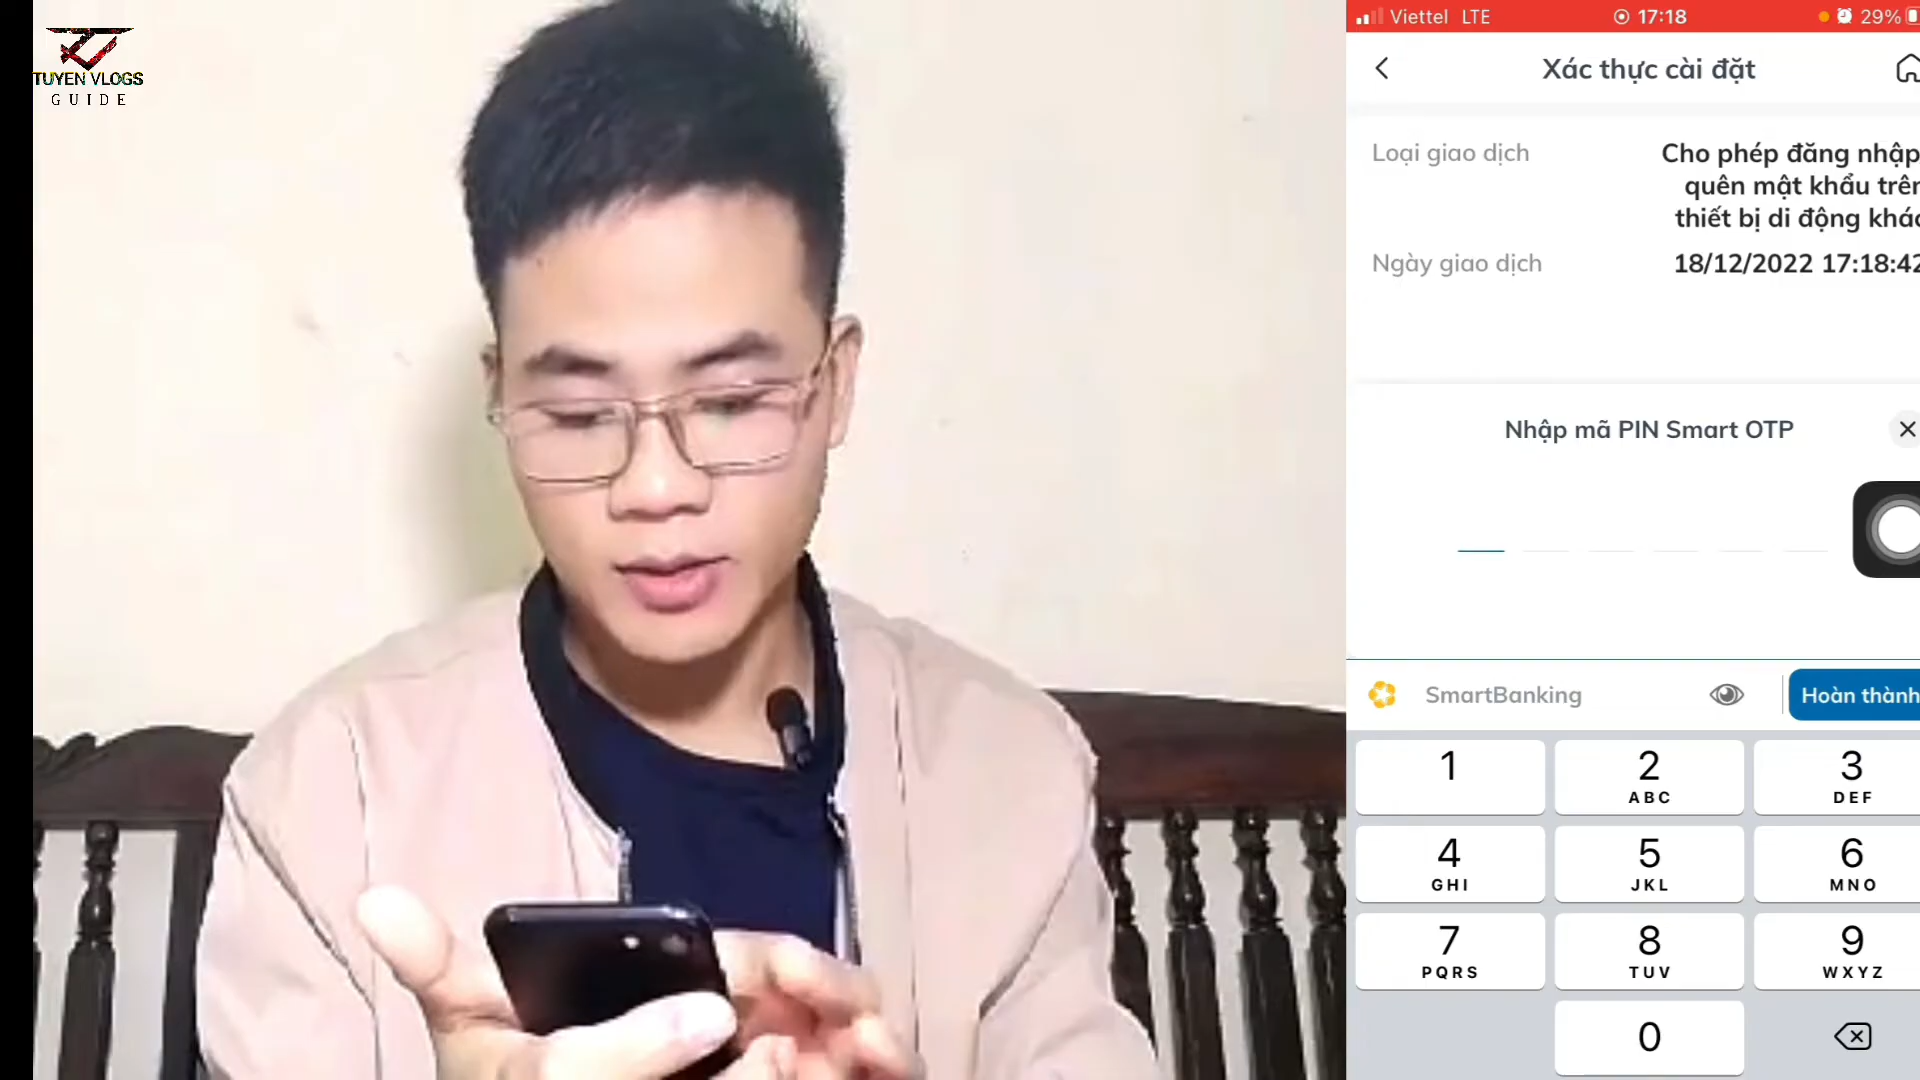 TUYEN VLOGS
GUIDE
Viettel LTE
17:18
29%
Xác thực cài đặt
Loại giao dịch
Cho phép đăng nhập,
quên mật khẩu trên
thiết bị di động khác
Ngày giao dịch
18/12/2022 17:18:42
Nhập mã PIN Smart OTP
SmartBanking
Hoàn thành
1
2
ABC
3
DEF
4
GHI
5
JKL
6
MNO
7
PQRS
8
TUV
9
WXYZ
0